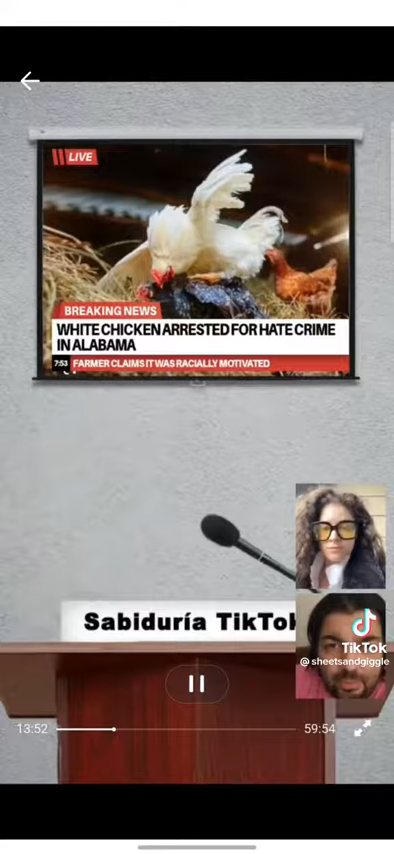 LIVE
BREAKING NEWS
WHITE CHICKEN ARRESTED FOR HATE CRIME
IN ALABAMA
7:53 FARMER CLAIMS IT WAS RACIALLY MOTIVATED
Sabiduría TikTok
TikTok
@sheetsandgiggle
13:52
59:54